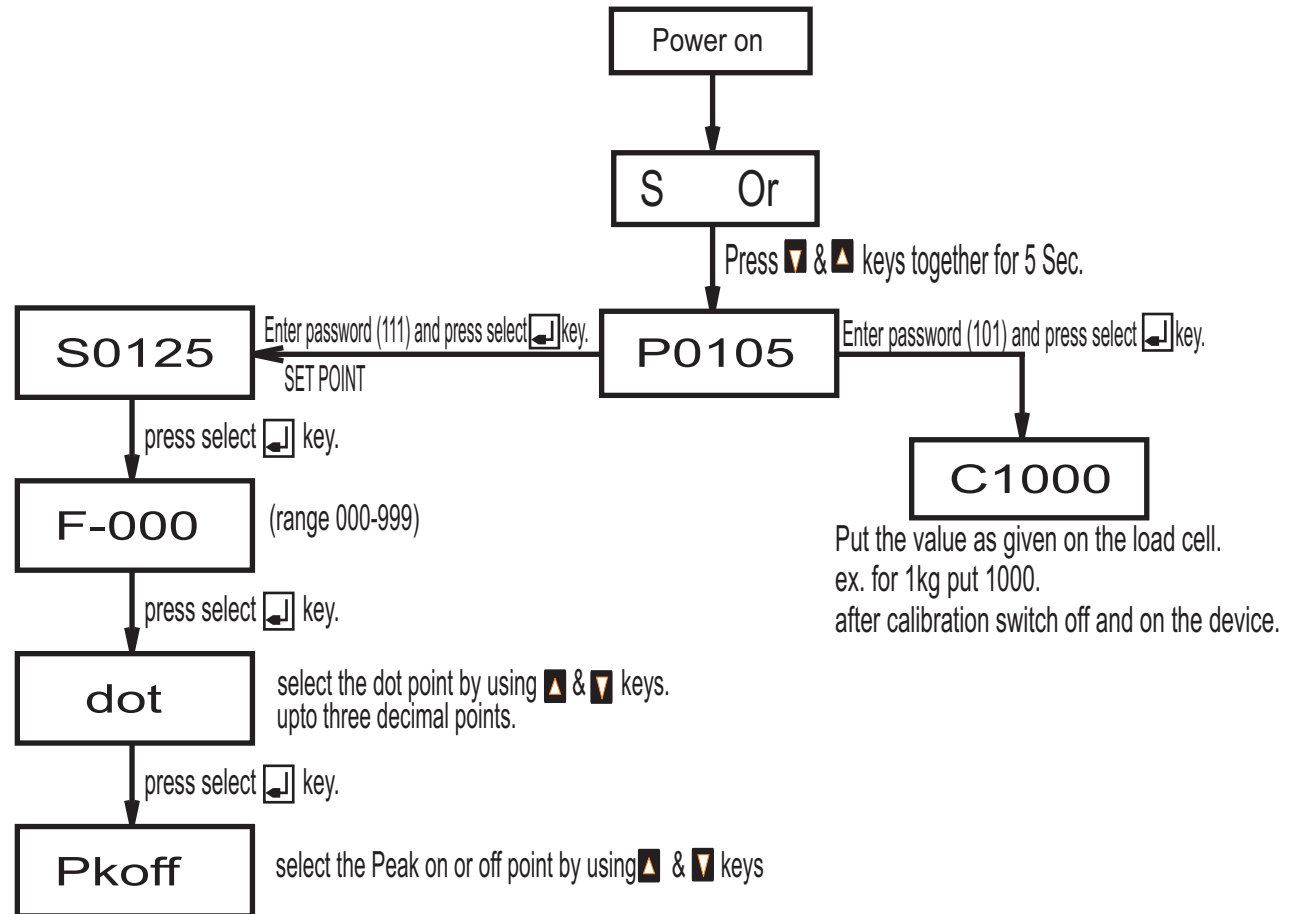 Power on
S Or
Press & keys together for 5 Sec.
S0125
Enter password (111) and press select key.
SET POINT
P0105
Enter password (101) and press select key.
press select key.
C1000
F-000
(range 000-999)
Put the value as given on the load cell.
ex. for 1kg put 1000.
after calibration switch off and on the device.
press select key.
dot
select the dot point by using & keys.
upto three decimal points.
press select key.
Pkoff
select the Peak on or off point by using & keys